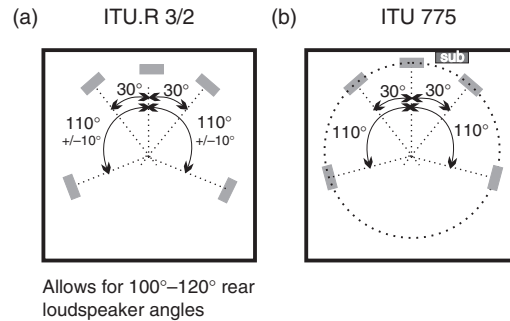 (a) ITU.R 3/2
(b) ITU 775
sub
30° 30°
110° 110°
+/–10° +/–10°
30° 30°
110° 110°
Allows for 100°–120° rear
loudspeaker angles